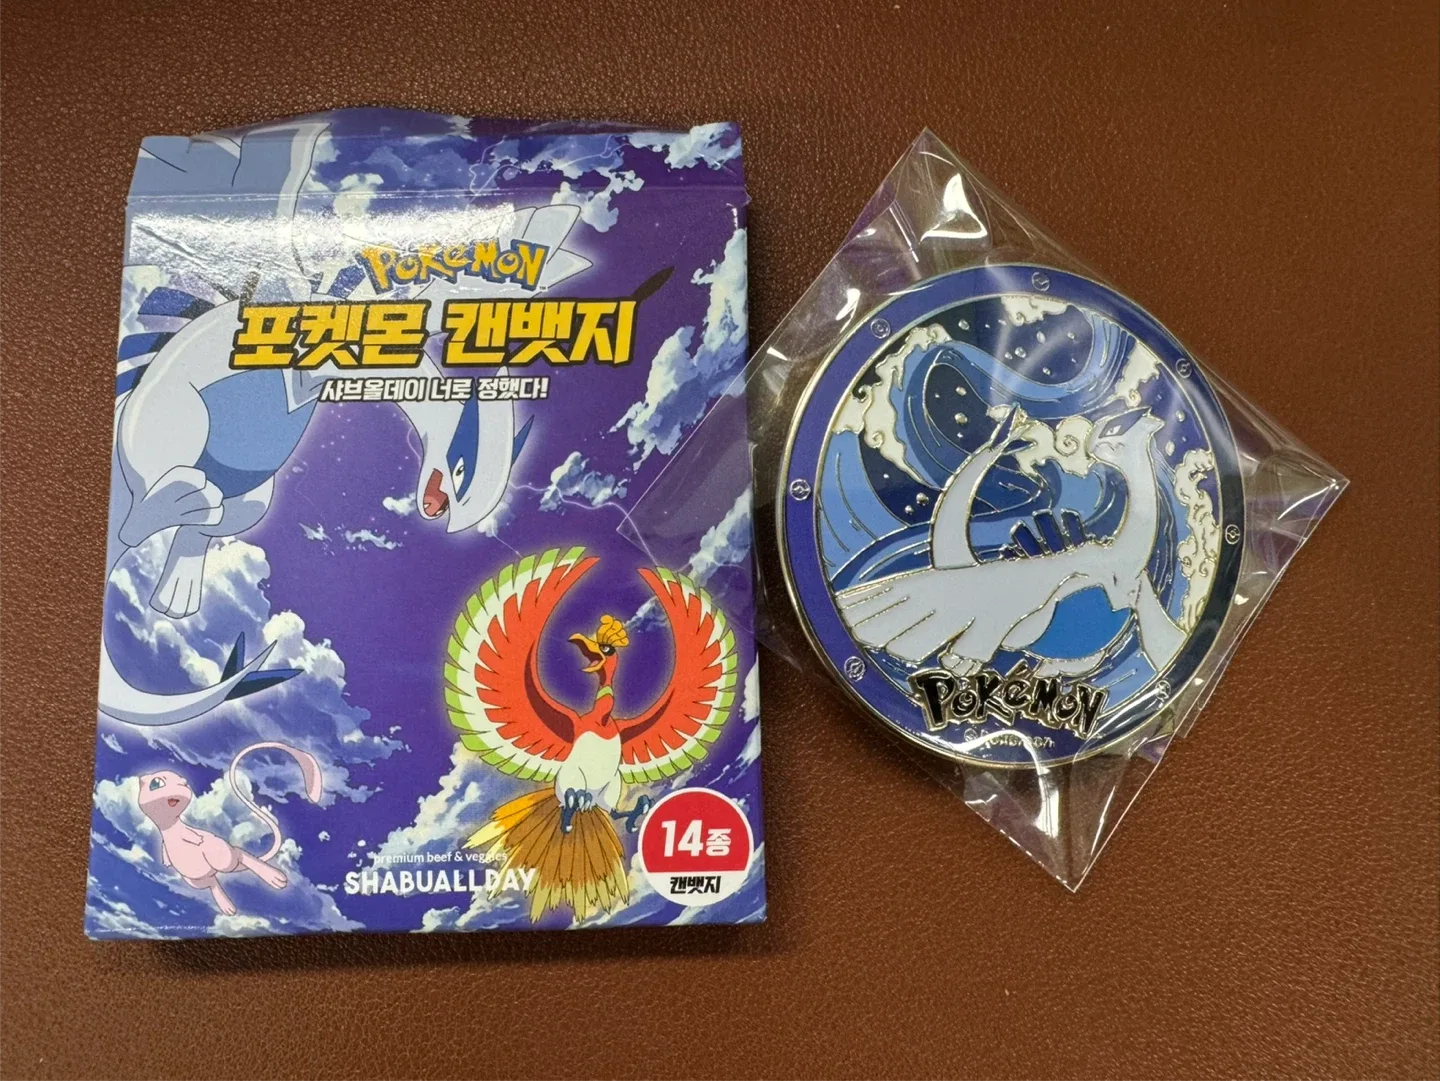 POKéMON
포켓몬 캔뱃지
샤브올데이 너로 정했다!
premium beef & veggies
SHABUALLDAY
14종
캔뱃지
POKéMON